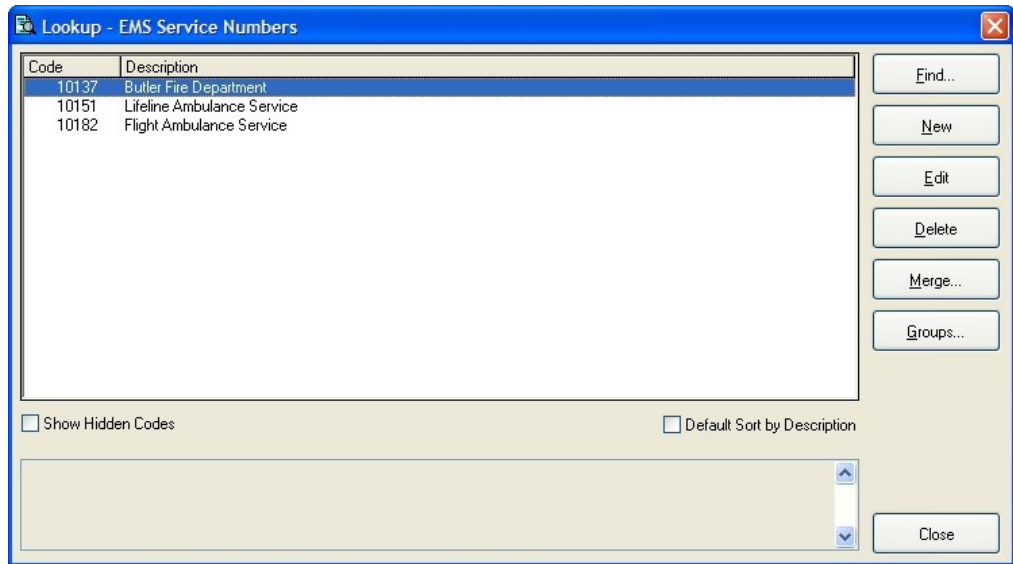 Lookup - EMS Service Numbers
Code Description
10137 Butler Fire Department
10151 Lifeline Ambulance Service
10182 Flight Ambulance Service
Find...
New
Edit
Delete
Merge...
Groups...
Show Hidden Codes
Default Sort by Description
Close